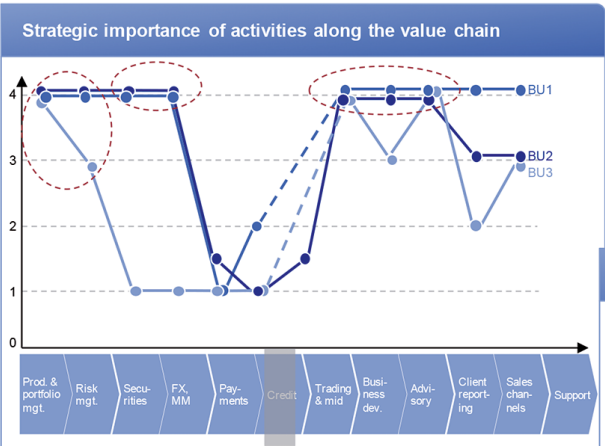 Strategic importance of activities along the value chain
4
3
2
1
0
BU1
BU2
BU3
Prod. &
portfolio
mgt.
Risk
mgt.
Secu-
rities
FX,
MM
Pay-
ments
Credit
Trading
& mid
Busi-
ness
dev.
Advi-
sory
Client
report-
ing
Sales
chan-
nels
Support